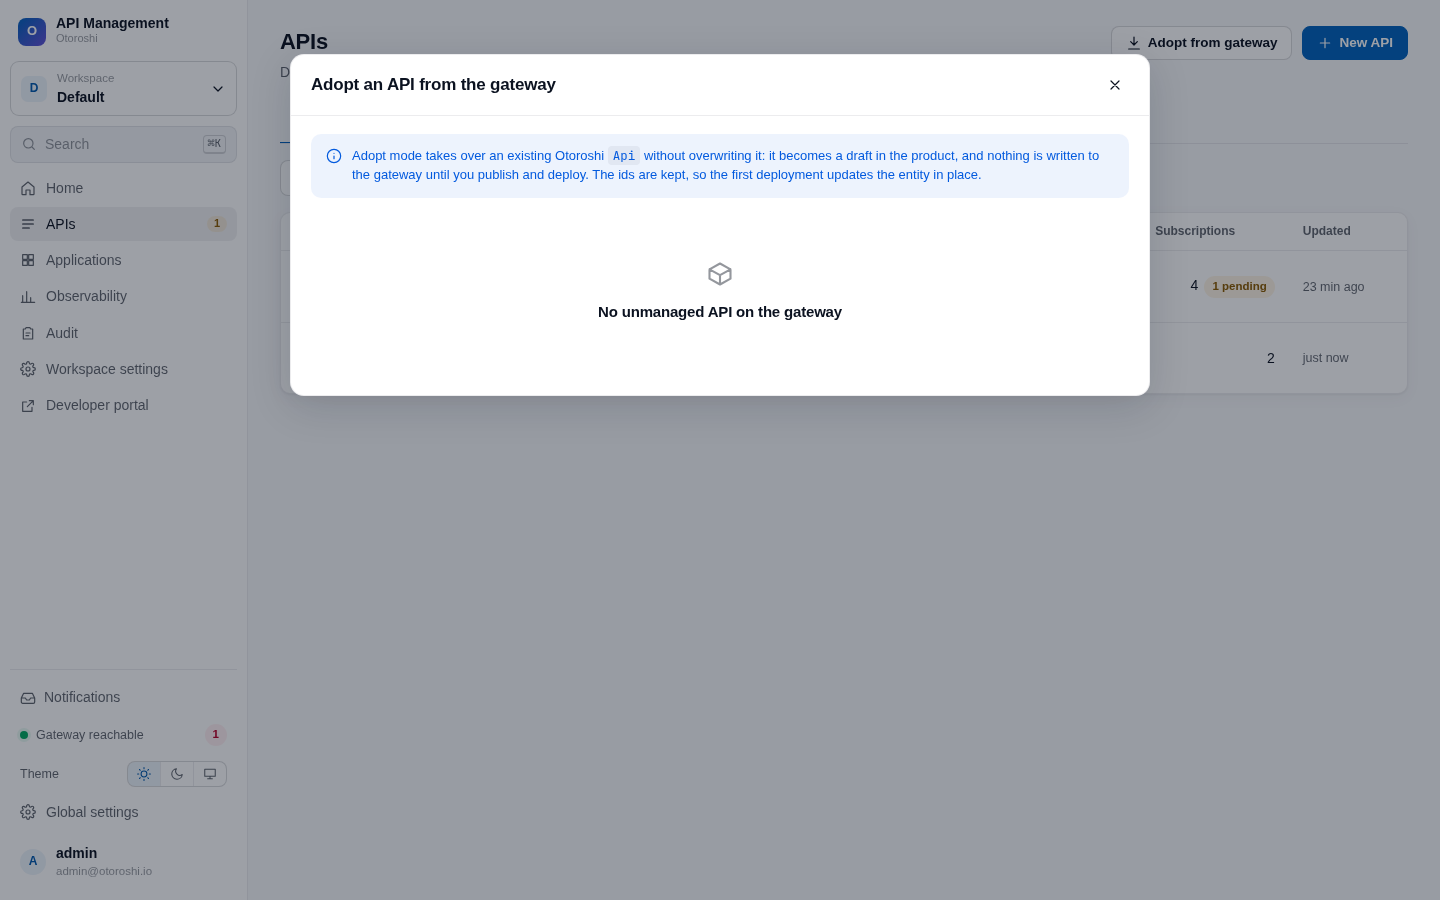 API Management
Otoroshi
Workspace
D
Default
Search
⌘K
Home
APIs
1
Applications
Observability
Audit
Workspace settings
Developer portal
Notifications
Gateway reachable
1
Theme
Global settings
A
admin
admin@otoroshi.io
APIs
Adopt from gateway
New API
D
Adopt an API from the gateway
Adopt mode takes over an existing Otoroshi Api without overwriting it: it becomes a draft in the product, and nothing is written to
the gateway until you publish and deploy. The ids are kept, so the first deployment updates the entity in place.
No unmanaged API on the gateway
Subscriptions
Updated
4
1 pending
23 min ago
2
just now
O